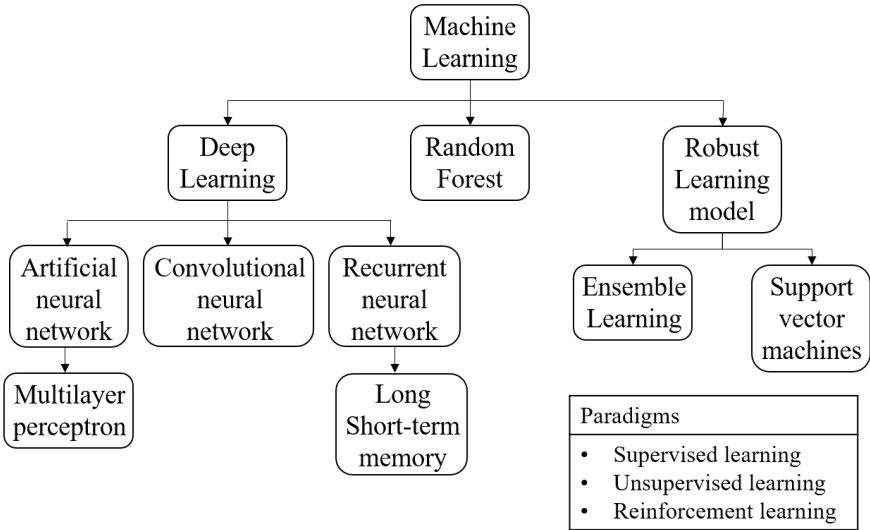 Machine
Learning
Deep
Learning
Random
Forest
Robust
Learning
model
Artificial
neural
network
Convolutional
neural
network
Recurrent
neural
network
Ensemble
Learning
Support
vector
machines
Multilayer
perceptron
Long
Short-term
memory
Paradigms
• Supervised learning
• Unsupervised learning
• Reinforcement learning